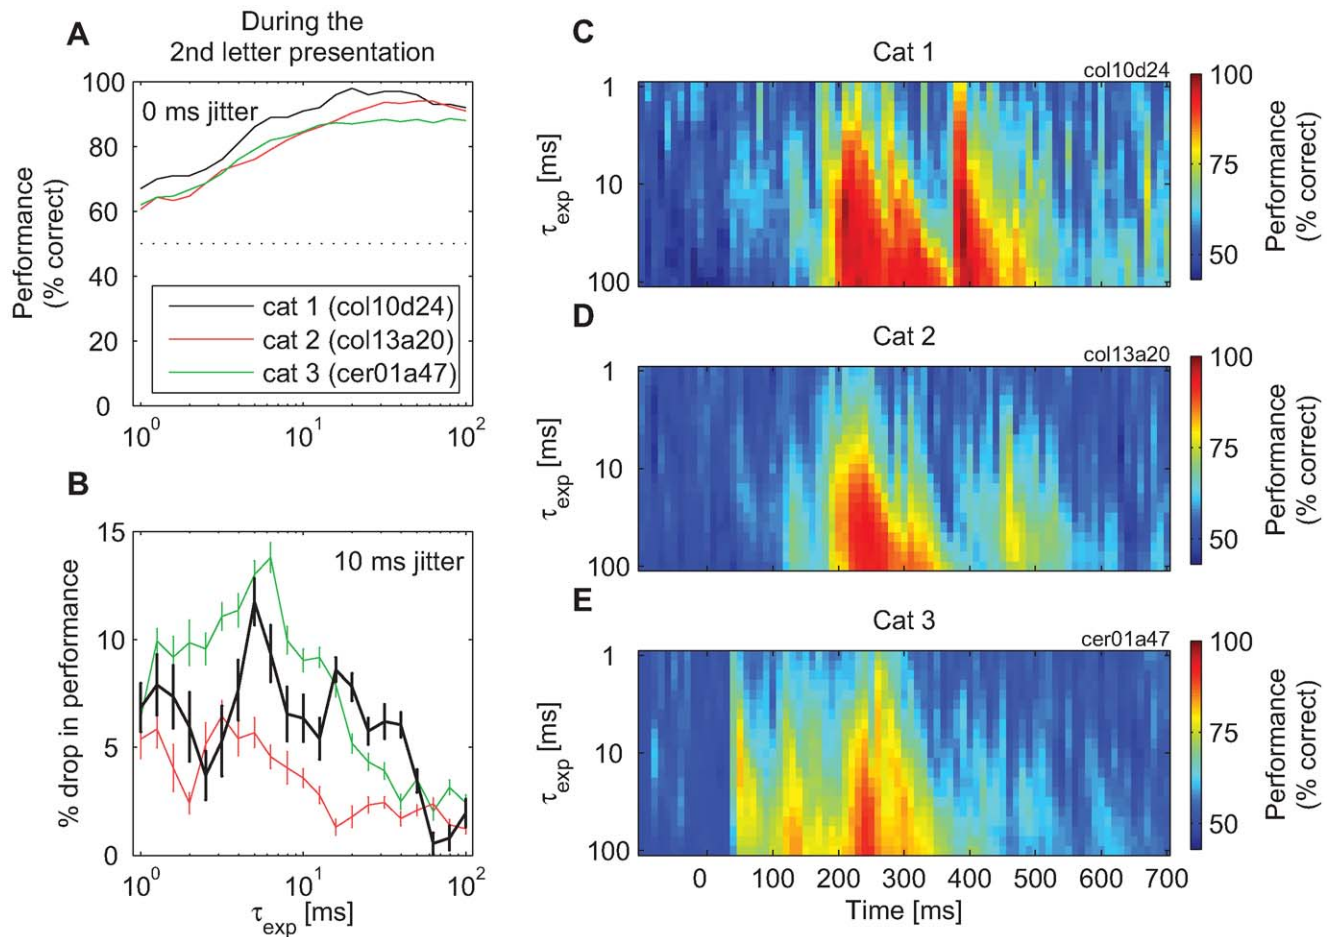 A
During the
2nd letter presentation
100
80
60
40
20
0
Performance
(% correct)
0 ms jitter
cat 1 (col10d24)
cat 2 (col13a20)
cat 3 (cer01a47)
10^0
10^1
10^2
B
15
10
5
0
% drop in performance
10 ms jitter
10^0
10^1
10^2
τexp [ms]
C
Cat 1
col10d24
1
10
100
τexp [ms]
100
75
50
Performance
(% correct)
D
Cat 2
col13a20
1
10
100
τexp [ms]
100
75
50
Performance
(% correct)
E
Cat 3
cer01a47
1
10
100
τexp [ms]
0 100 200 300 400 500 600 700
Time [ms]
100
75
50
Performance
(% correct)